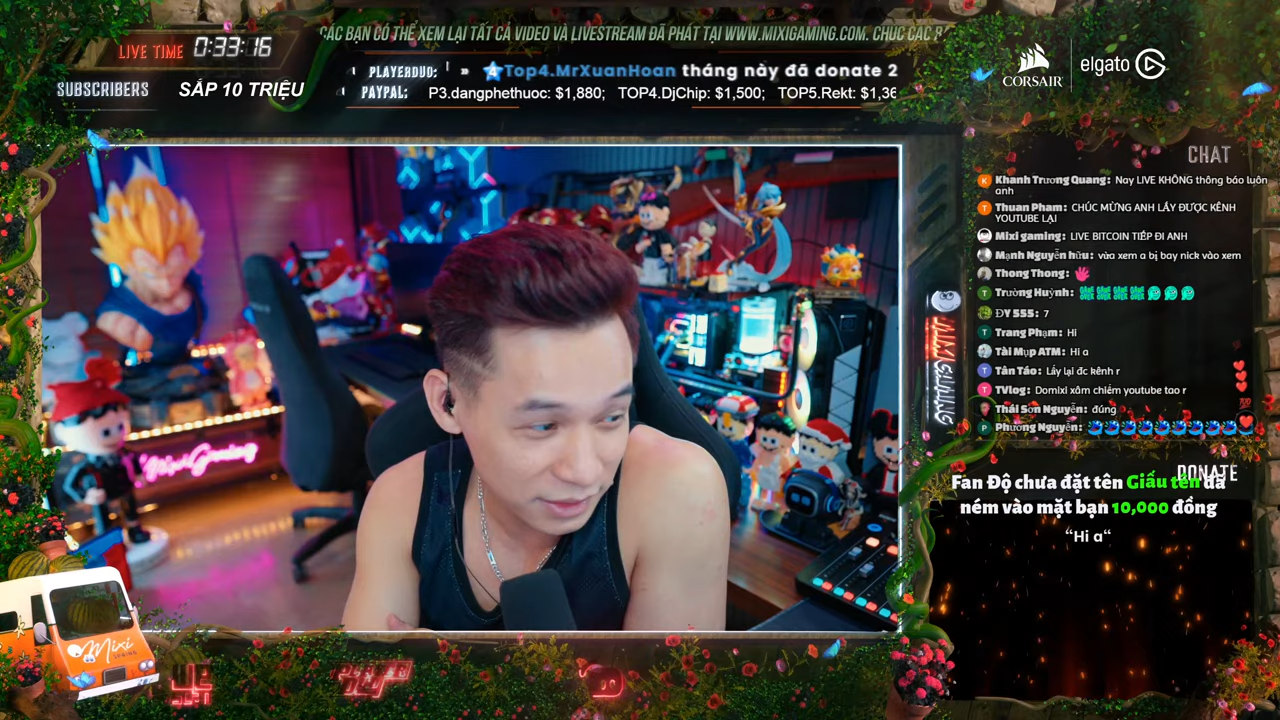 CÁC BẠN CÓ THỂ XEM LẠI TẤT CẢ VIDEO VÀ LIVESTREAM ĐÃ PHÁT TẠI WWW.MIXIGAMING.COM. CHÚC CÁC B
LIVE TIME 0:33:16
SUBSCRIBERS SẮP 10 TRIỆU
PLAYERDUO: » 4 Top4.MrXuanHoan tháng này đã donate 2
PAYPAL: P3.dangphethuoc: $1,880; TOP4.DjChip: $1,500; TOP5.Rekt: $1,36
CORSAIR
elgato
CHAT
Khanh Trương Quang: Nay LIVE KHÔNG thông báo luôn
anh
Thuan Pham: CHÚC MỪNG ANH LẤY ĐƯỢC KÊNH
YOUTUBE LẠI
Mixi gaming: LIVE BITCOIN TIẾP ĐI ANH
Mạnh Nguyễn hữu: vừa xem a bị bay nick vào xem
Thong Thong:
Trường Huỳnh:
ĐY 555: 7
Trang Phạm: Hi
Tài Mụp ATM: Hi a
Tân Táo: Lấy lại đc kênh r
TVlog: Domixi xâm chiếm youtube tao r
Thái Sơn Nguyễn: đúng
Phương Nguyễn:
MIXIGAMING
DONATE
Fan Độ chưa đặt tên Giấu tên đã
ném vào mặt bạn 10,000 đồng
“Hi a“
MixiGaming
Mixi